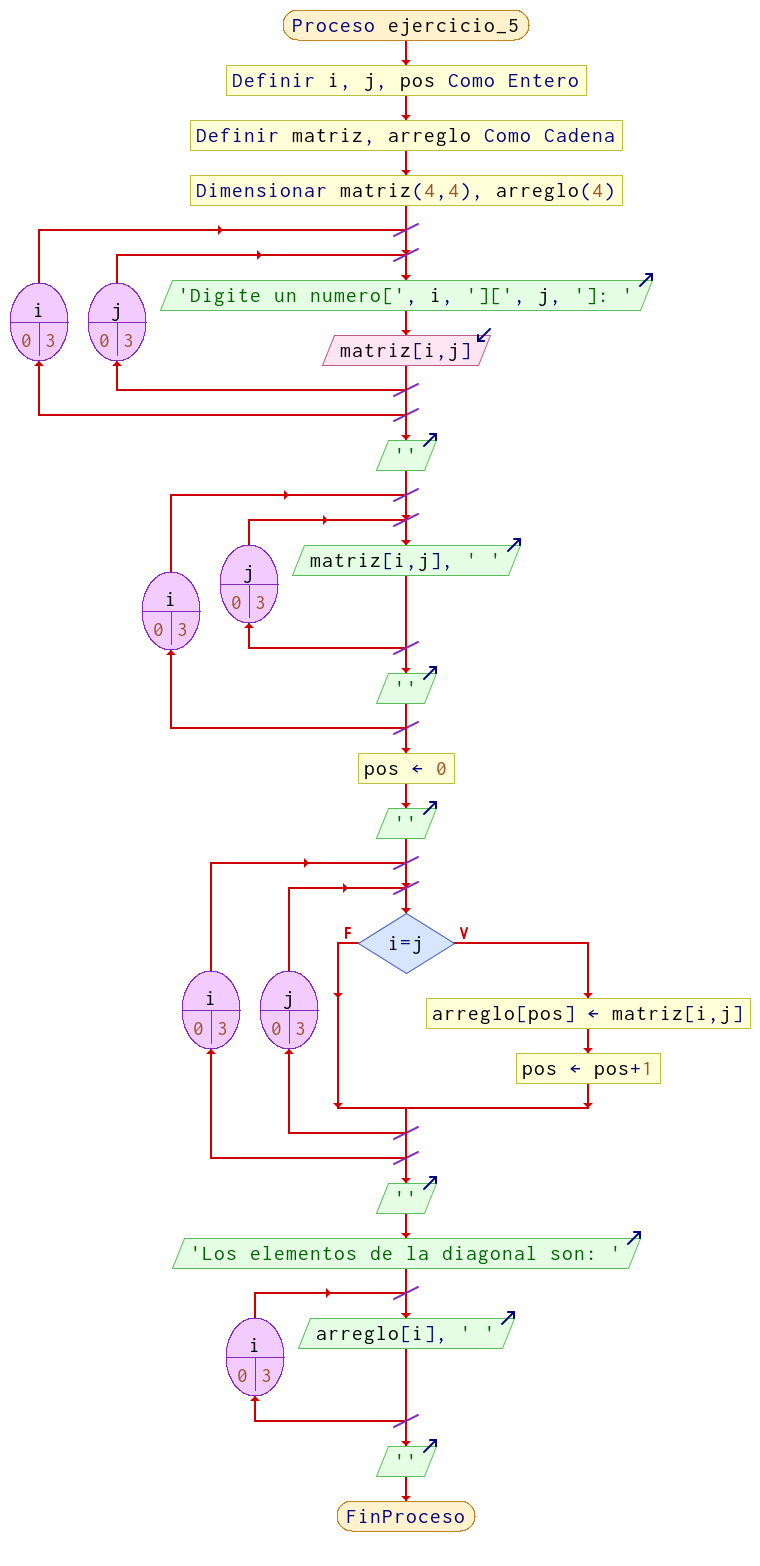 Proceso ejercicio_5
Definir i, j, pos Como Entero
Definir matriz, arreglo Como Cadena
Dimensionar matriz(4,4), arreglo(4)
i
0 3
j
0 3
'Digite un numero[', i, '][', j, ']: '
matriz[i,j]
''
i
0 3
j
0 3
matriz[i,j], ' '
''
pos ← 0
''
i
0 3
j
0 3
F
i=j
V
arreglo[pos] ← matriz[i,j]
pos ← pos+1
''
'Los elementos de la diagonal son: '
i
0 3
arreglo[i], ' '
''
FinProceso